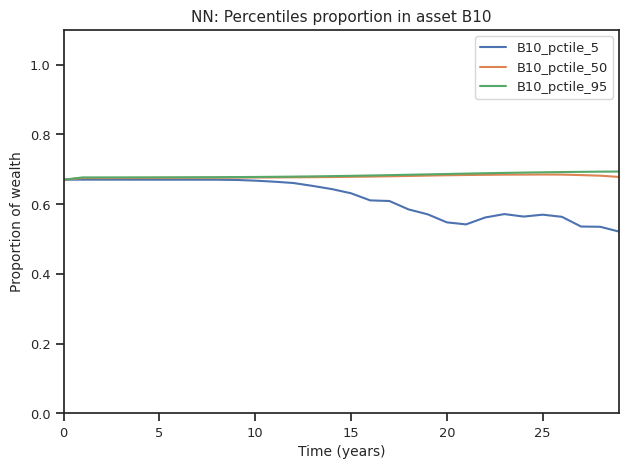 NN: Percentiles proportion in asset B10
B10_pctile_5
B10_pctile_50
B10_pctile_95
Proportion of wealth
1.0
0.8
0.6
0.4
0.2
0.0
0 5 10 15 20 25
Time (years)